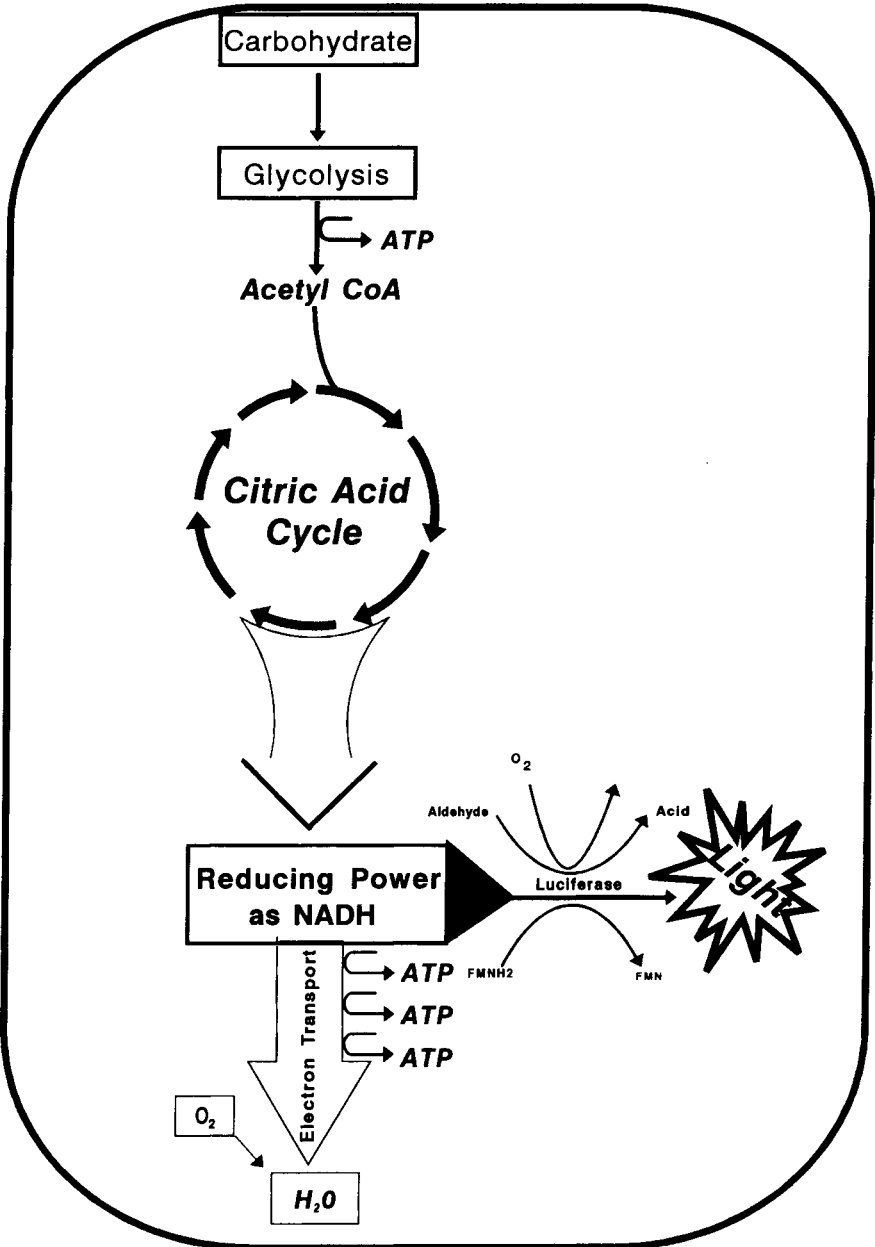 Carbohydrate
Glycolysis
ATP
Acetyl CoA
Citric Acid
Cycle
O₂
Aldehyde
Acid
Light
Luciferase
Reducing Power
as NADH
FMNH2
FMN
ATP
ATP
ATP
Electron Transport
O₂
H₂O